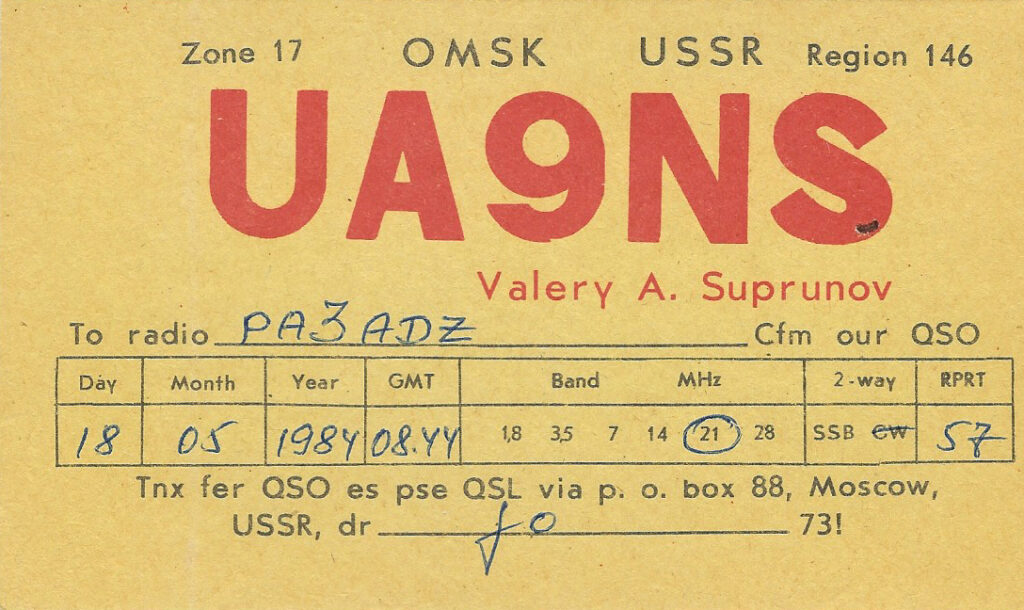 Zone 17 OMSK USSR Region 146
UA9NS
Valery A. Suprunov
To radio PA3ADZ Cfm our QSO
Day Month Year GMT Band MHz 2-way RPRT
18 05 1984 08.44 1,8 3,5 7 14 21 28 SSB CW 57
Tnx fer QSO es pse QSL via p. o. box 88, Moscow,
USSR, dr Jo 73!